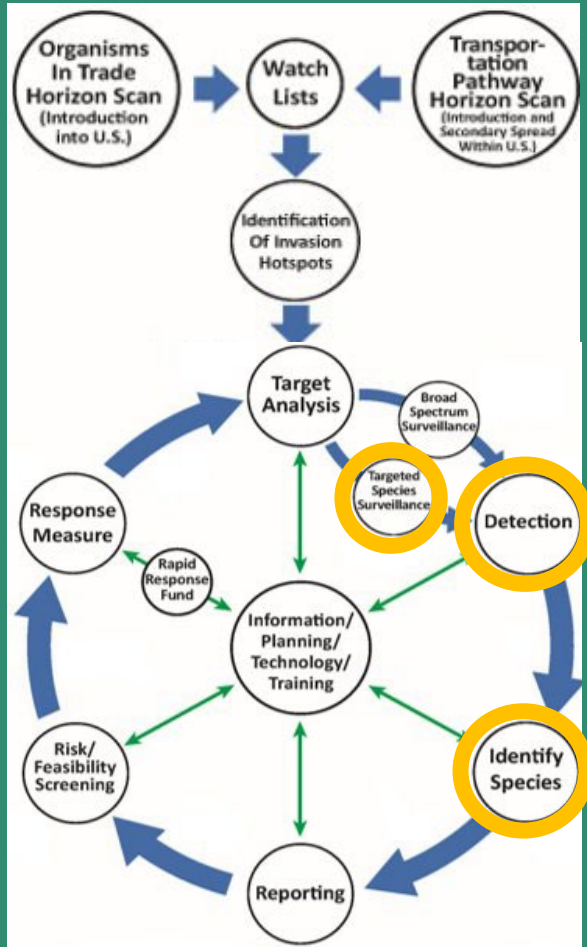 Organisms
In Trade
Horizon Scan
(Introduction
into U.S.)
Watch
Lists
Transpor-
tation
Pathway
Horizon Scan
(Introduction and
Secondary Spread
Within U.S.)
Identification
Of Invasion
Hotspots
Target
Analysis
Broad
Spectrum
Surveillance
Targeted
Species
Surveillance
Detection
Response
Measure
Rapid
Response
Fund
Information/
Planning/
Technology/
Training
Risk/
Feasibility
Screening
Identify
Species
Reporting